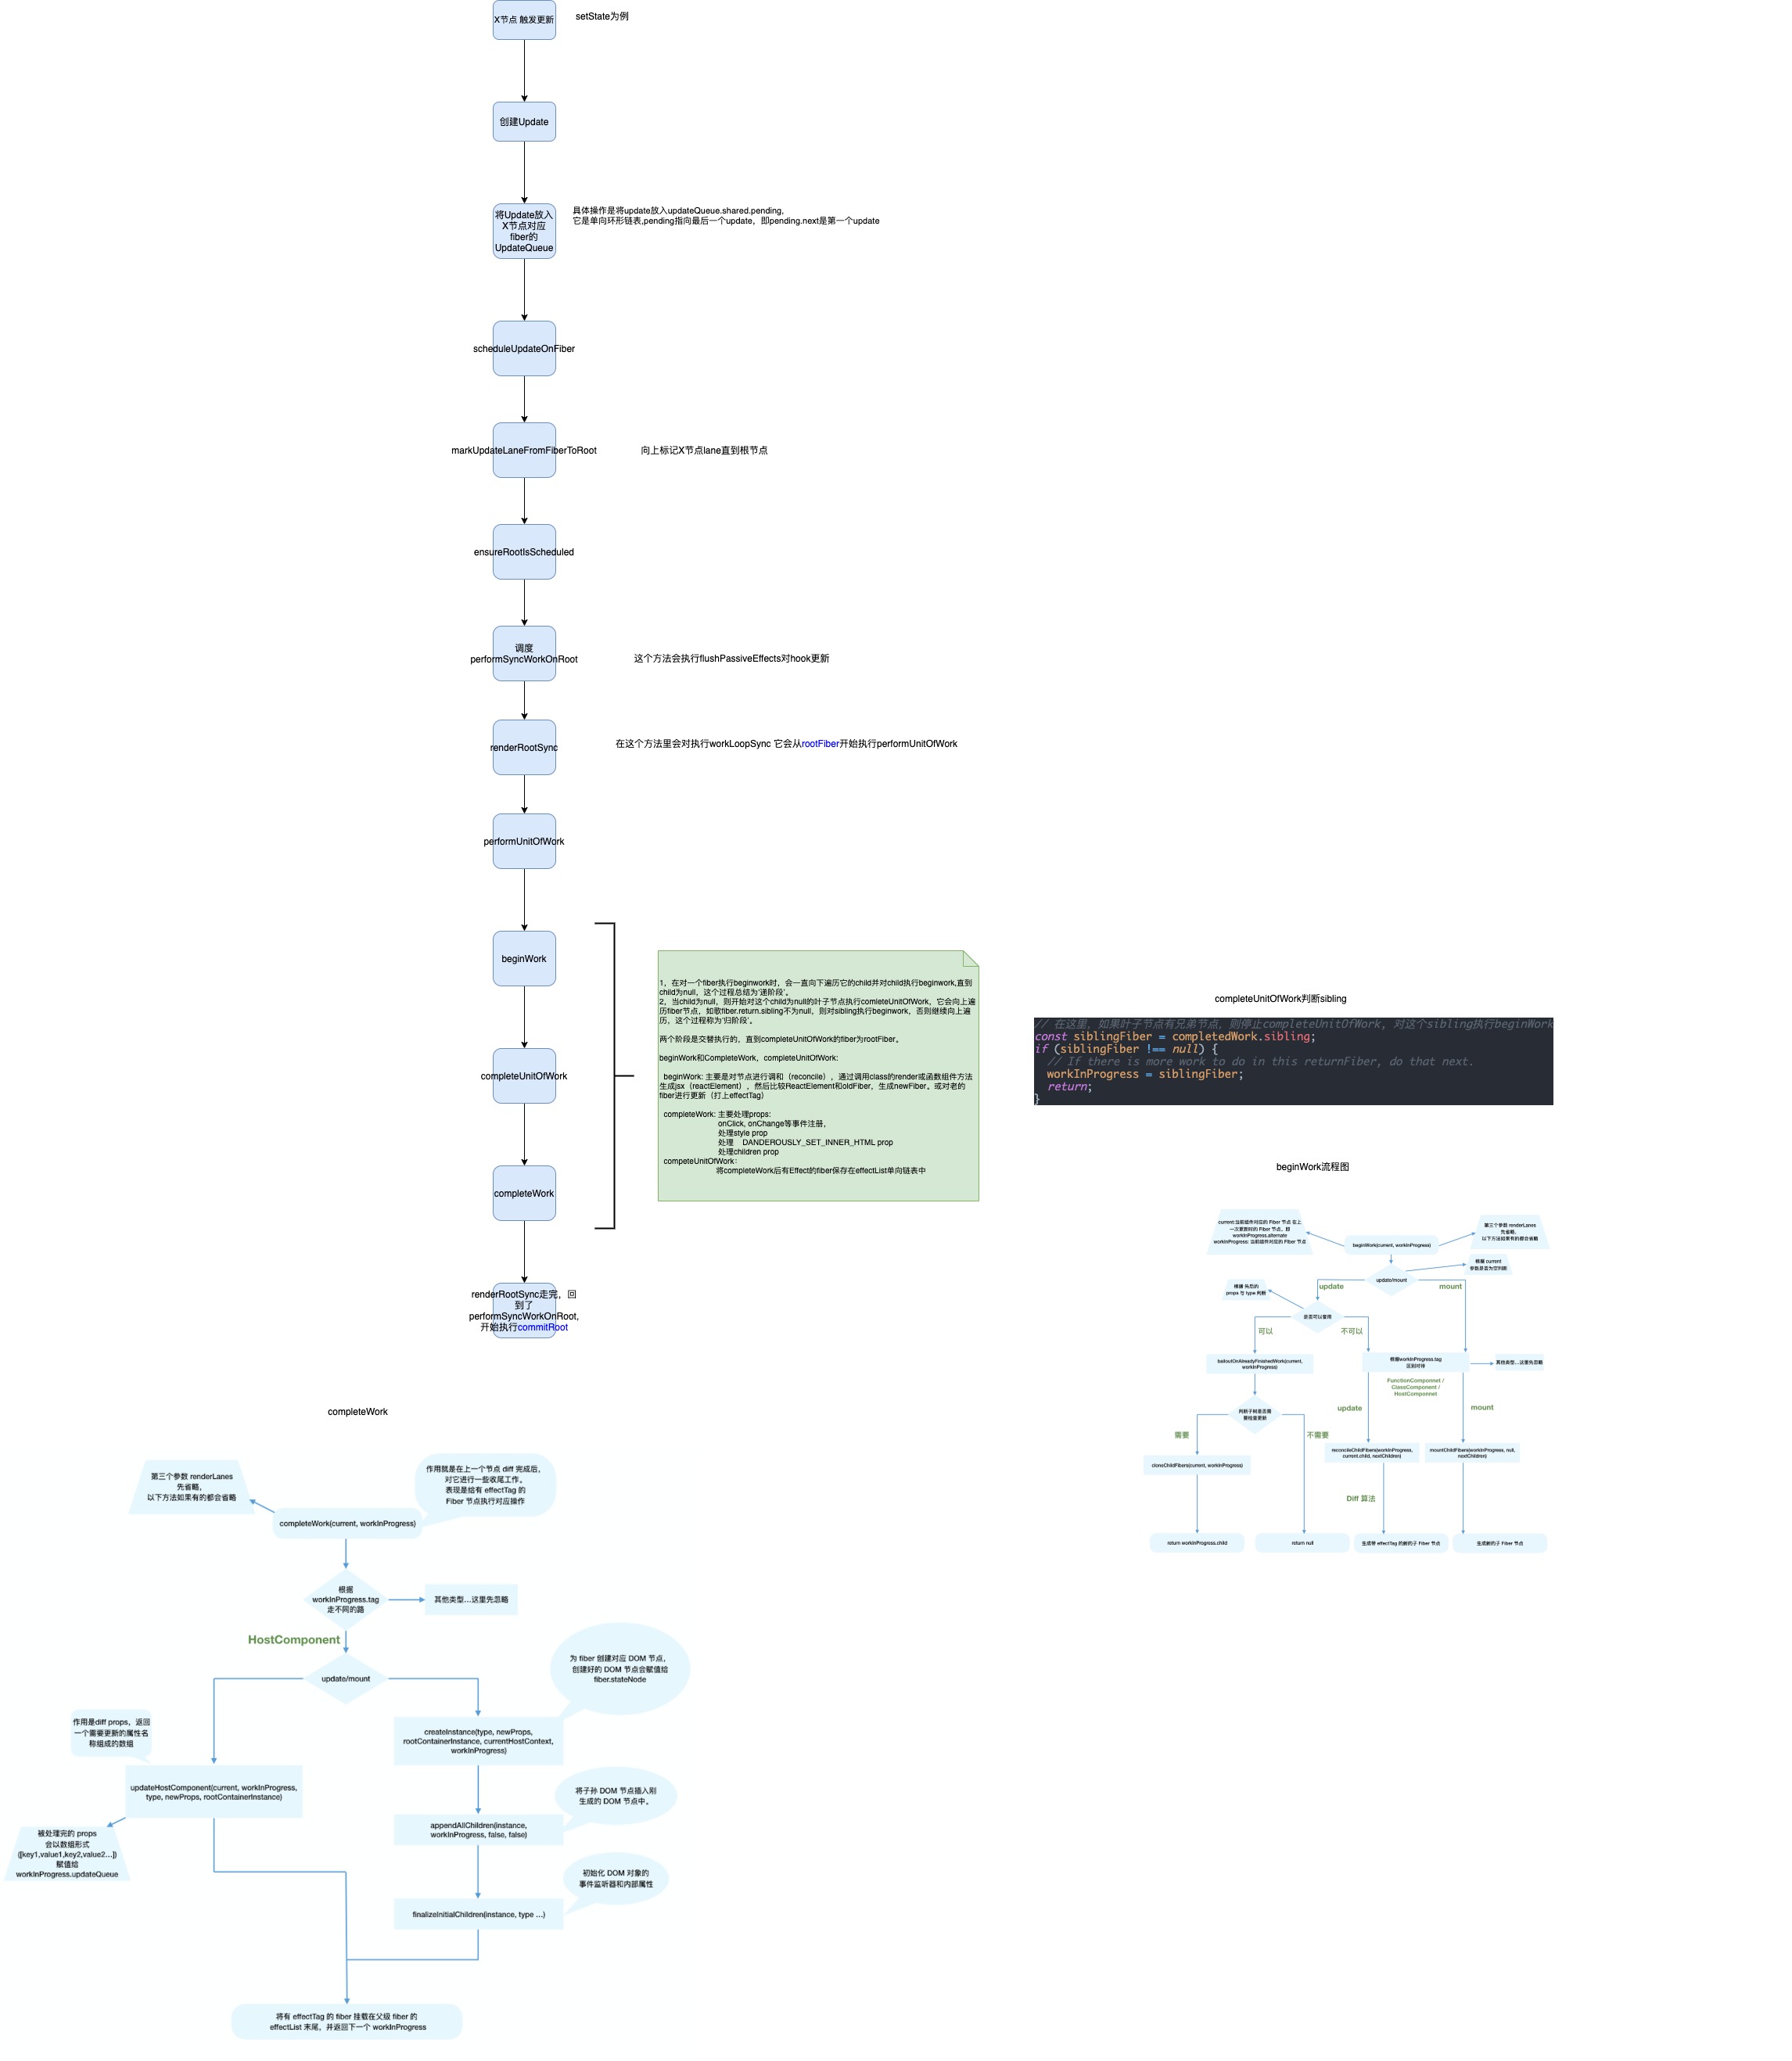 X节点 触发更新
setState为例
创建Update
将Update放入
X节点对应
fiber的
UpdateQueue
具体操作是将update放入updateQueue.shared.pending,
它是单向环形链表,pending指向最后一个update，即pending.next是第一个update
scheduleUpdateOnFiber
markUpdateLaneFromFiberToRoot
向上标记X节点lane直到根节点
ensureRootIsScheduled
调度
performSyncWorkOnRoot
这个方法会执行flushPassiveEffects对hook更新
renderRootSync
在这个方法里会对执行workLoopSync 它会从rootFiber开始执行performUnitOfWork
performUnitOfWork
beginWork
completeUnitOfWork
completeWork
renderRootSync走完，回
到了
performSyncWorkOnRoot,
开始执行commitRoot
1，在对一个fiber执行beginwork时，会一直向下遍历它的child并对child执行beginwork,直到
child为null，这个过程总结为‘递阶段’。
2，当child为null，则开始对这个child为null的叶子节点执行comleteUnitOfWork，它会向上遍
历fiber节点，如歌fiber.return.sibling不为null，则对sibling执行beginwork，否则继续向上遍
历，这个过程称为‘归阶段’。
两个阶段是交替执行的，直到completeUnitOfWork的fiber为rootFiber。
beginWork和CompleteWork，completeUnitOfWork:
beginWork: 主要是对节点进行调和（reconcile），通过调用class的render或函数组件方法
生成jsx（reactElement），然后比较ReactElement和oldFiber，生成newFiber。或对老的
fiber进行更新（打上effectTag）
completeWork: 主要处理props:
onClick, onChange等事件注册，
处理style prop
处理 DANDEROUSLY_SET_INNER_HTML prop
处理children prop
competeUnitOfWork：
将completeWork后有Effect的fiber保存在effectList单向链表中
completeUnitOfWork判断sibling
// 在这里，如果叶子节点有兄弟节点，则停止completeUnitOfWork, 对这个sibling执行beginWork
const siblingFiber = completedWork.sibling;
if (siblingFiber !== null) {
// If there is more work to do in this returnFiber, do that next.
workInProgress = siblingFiber;
return;
}
beginWork流程图
current:当前组件对应的 Fiber 节点 在上
一次更新时的 Fiber 节点，即
workInProgress.alternate
workInProgress: 当前组件对应的 Fiber 节点
beginWork(current, workInProgress)
第三个参数 renderLanes
先省略，
以下方法如果有的都会省略
update/mount
根据 current
参数是否为空判断
update
mount
根据 先后的
props 与 type 判断
是否可以复用
可以
不可以
bailoutOnAlreadyFinishedWork(current,
workInProgress)
根据workInProgress.tag
区别对待
其他类型...这里先忽略
FunctionComponnet /
ClassComponent /
HostComponnet
判断子树是否需
要检查更新
update
mount
需要
不需要
cloneChildFibers(current, workInProgress)
reconcileChildFibers(workInProgress,
current.child, nextChildren)
mountChildFibers(workInProgress, null,
nextChildren)
Diff 算法
return workInProgress.child
return null
生成带 effectTag 的新的子 Fiber 节点
生成新的子 Fiber 节点
completeWork
第三个参数 renderLanes
先省略，
以下方法如果有的都会省略
作用就是在上一个节点 diff 完成后，
对它进行一些收尾工作。
表现是给有 effectTag 的
Fiber 节点执行对应操作
completeWork(current, workInProgress)
根据
workInProgress.tag
走不同的路
其他类型...这里先忽略
HostComponent
update/mount
为 fiber 创建对应 DOM 节点，
创建好的 DOM 节点会赋值给
fiber.stateNode
作用是diff props，返回
一个需要更新的属性名
称组成的数组
createInstance(type, newProps,
rootContainerInstance, currentHostContext,
workInProgress)
updateHostComponent(current, workInProgress,
type, newProps, rootContainerInstance)
将子孙 DOM 节点插入刚
生成的 DOM 节点中。
appendAllChildren(instance,
workInProgress, false, false)
被处理完的 props
会以数组形式
([key1,value1,key2,value2...])
赋值给
workInProgress.updateQueue
初始化 DOM 对象的
事件监听器和内部属性
finalizeInitialChildren(instance, type ...)
将有 effectTag 的 fiber 挂载在父级 fiber 的
effectList 末尾，并返回下一个 workInProgress